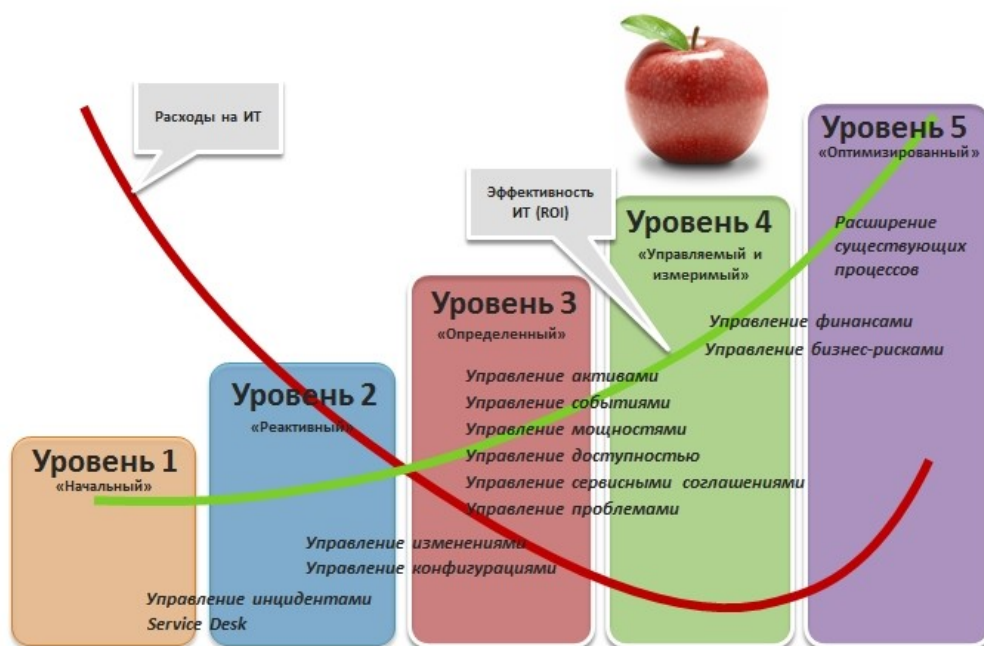 Расходы на ИТ
Эффективность
ИТ (ROI)
Уровень 1
«Начальный»
Уровень 2
«Реактивный»
Уровень 3
«Определенный»
Уровень 4
«Управляемый и
измеримый»
Уровень 5
«Оптимизированный»
Расширение
существующих
процессов
Управление финансами
Управление бизнес-рисками
Управление активами
Управление событиями
Управление мощностями
Управление доступностью
Управление сервисными соглашениями
Управление проблемами
Управление изменениями
Управление конфигурациями
Управление инцидентами
Service Desk